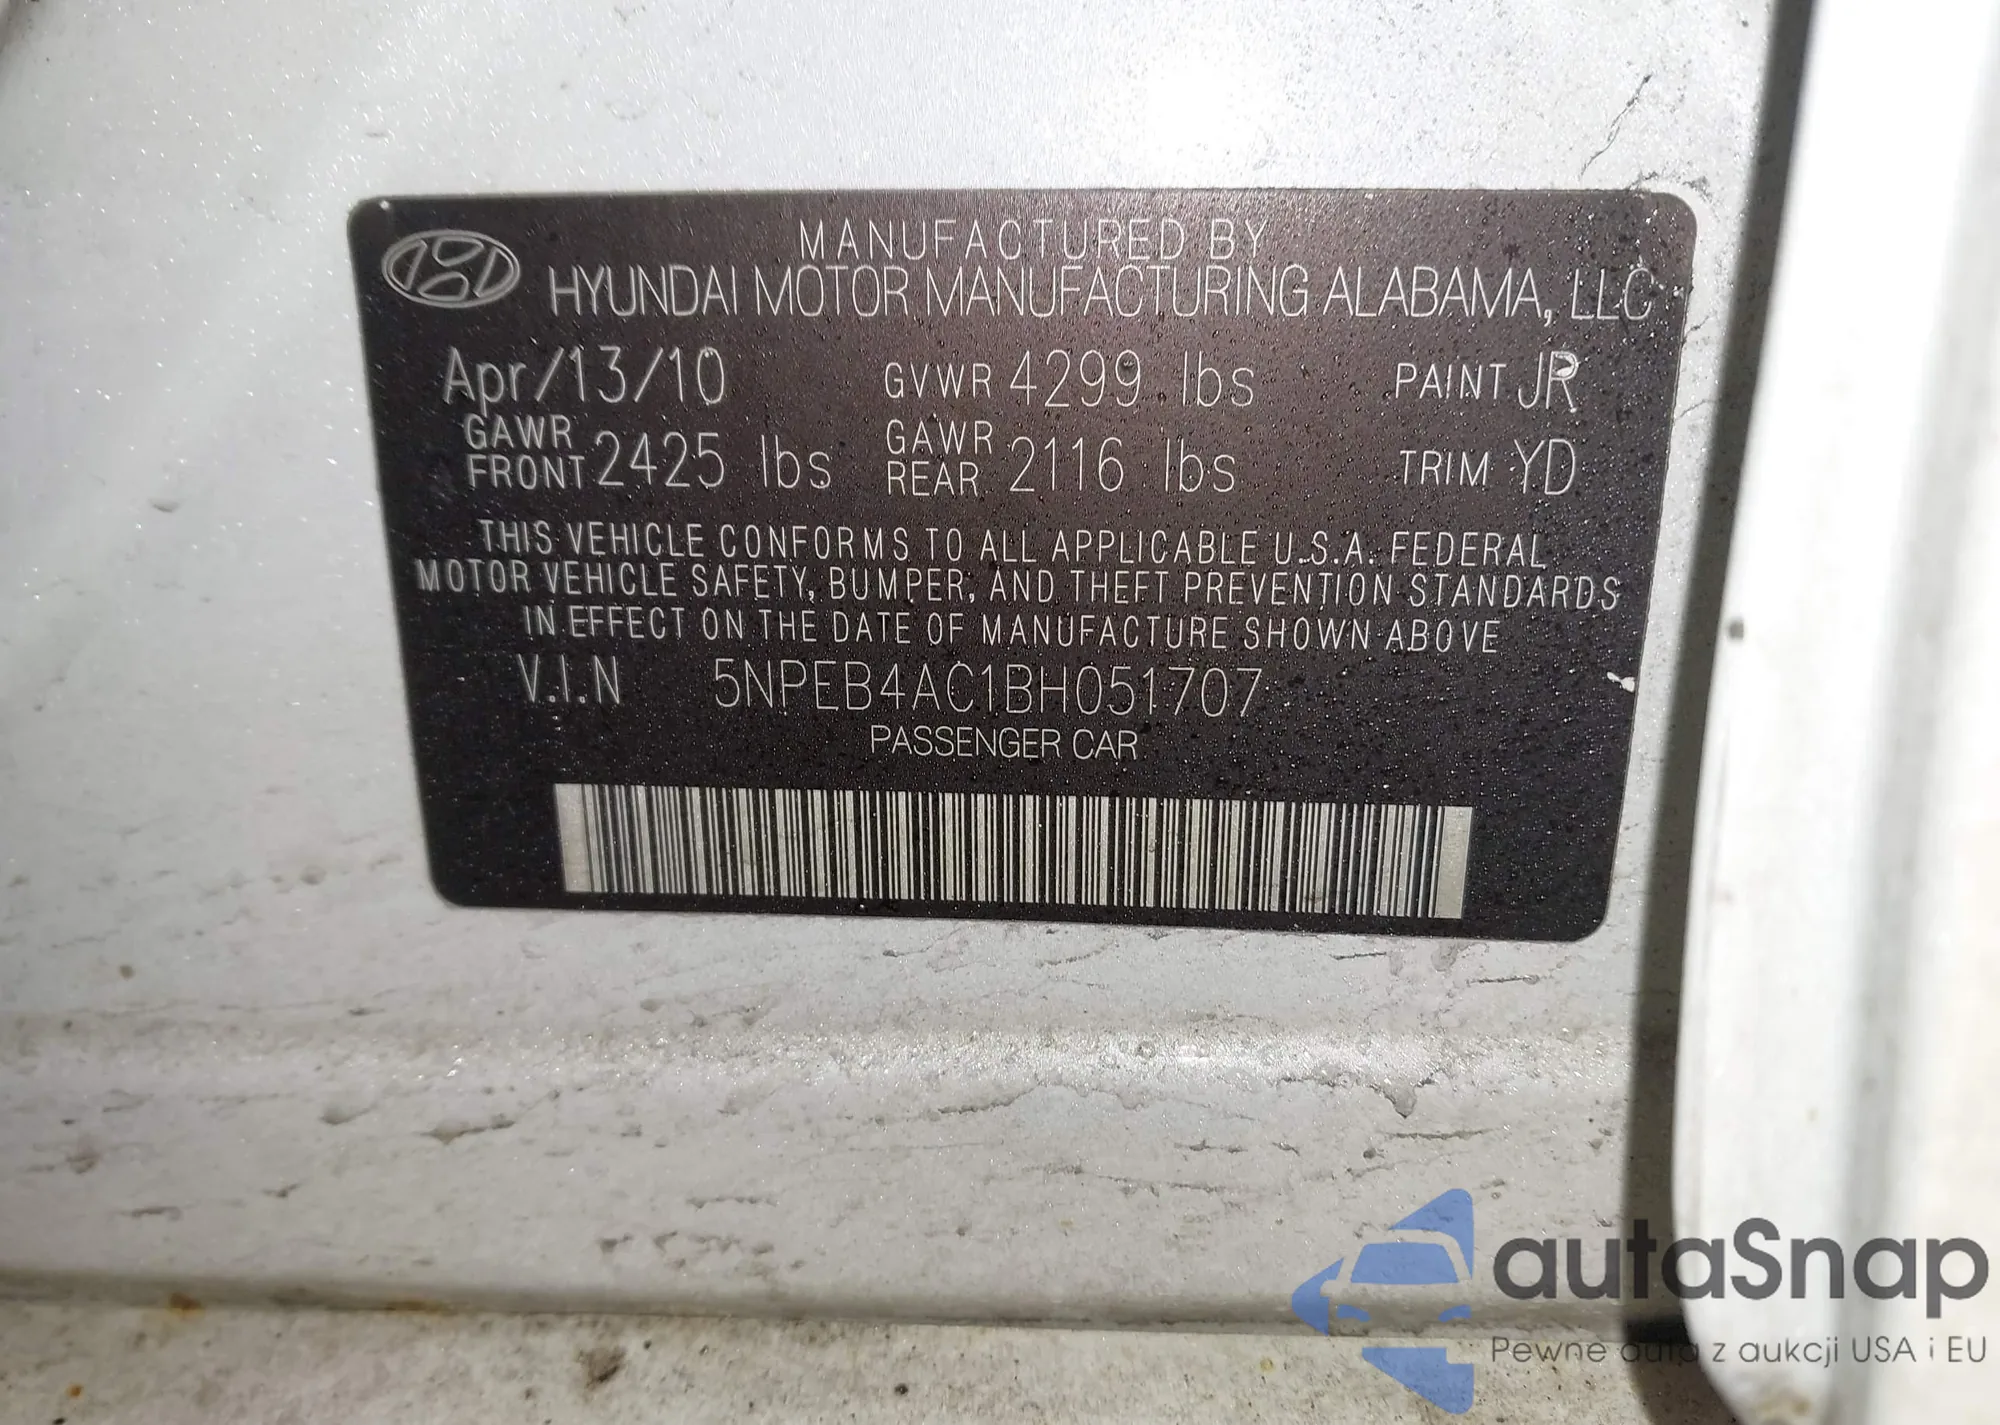 MANUFACTURED BY
HYUNDAI MOTOR MANUFACTURING ALABAMA, LLC
Apr/13/10 GVWR 4299 lbs PAINT JR
GAWR FRONT 2425 lbs GAWR REAR 2116 lbs TRIM YD
THIS VEHICLE CONFORMS TO ALL APPLICABLE U.S.A. FEDERAL
MOTOR VEHICLE SAFETY, BUMPER, AND THEFT PREVENTION STANDARDS
IN EFFECT ON THE DATE OF MANUFACTURE SHOWN ABOVE
V.I.N 5NPEB4AC1BH051707
PASSENGER CAR
autaSnap
Pewne auta z aukcji USA i EU